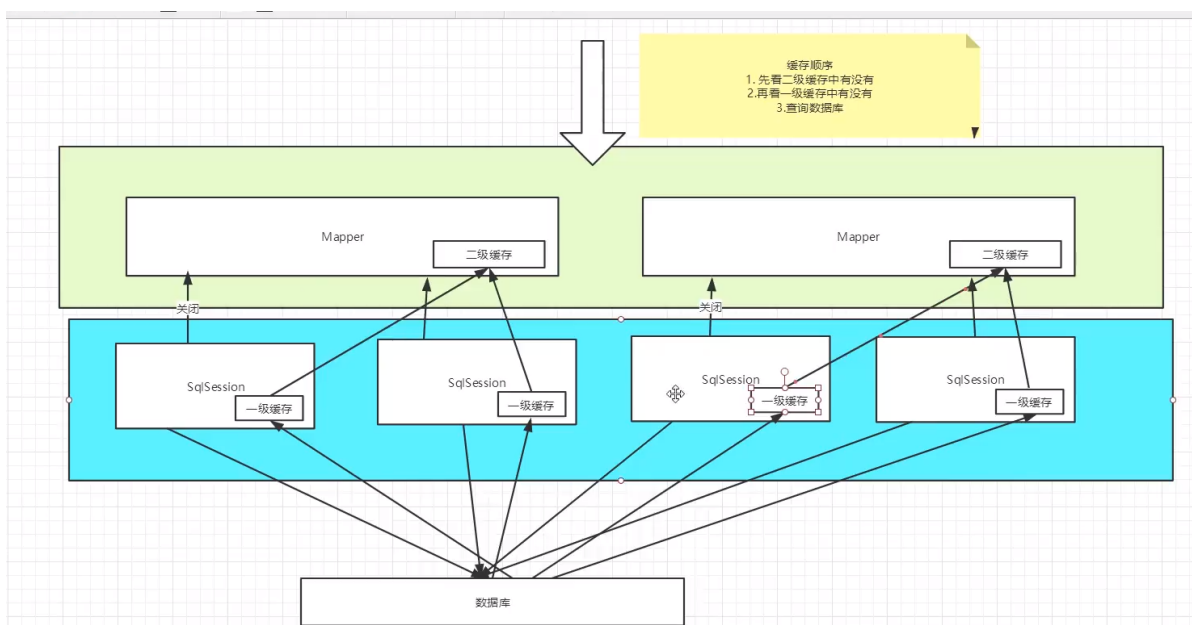 缓存顺序
1. 先看二级缓存中有没有
2.再看一级缓存中有没有
3.查询数据库
Mapper
二级缓存
Mapper
二级缓存
关闭
关闭
SqlSession
一级缓存
SqlSession
一级缓存
SqlSession
一级缓存
SqlSession
一级缓存
数据库